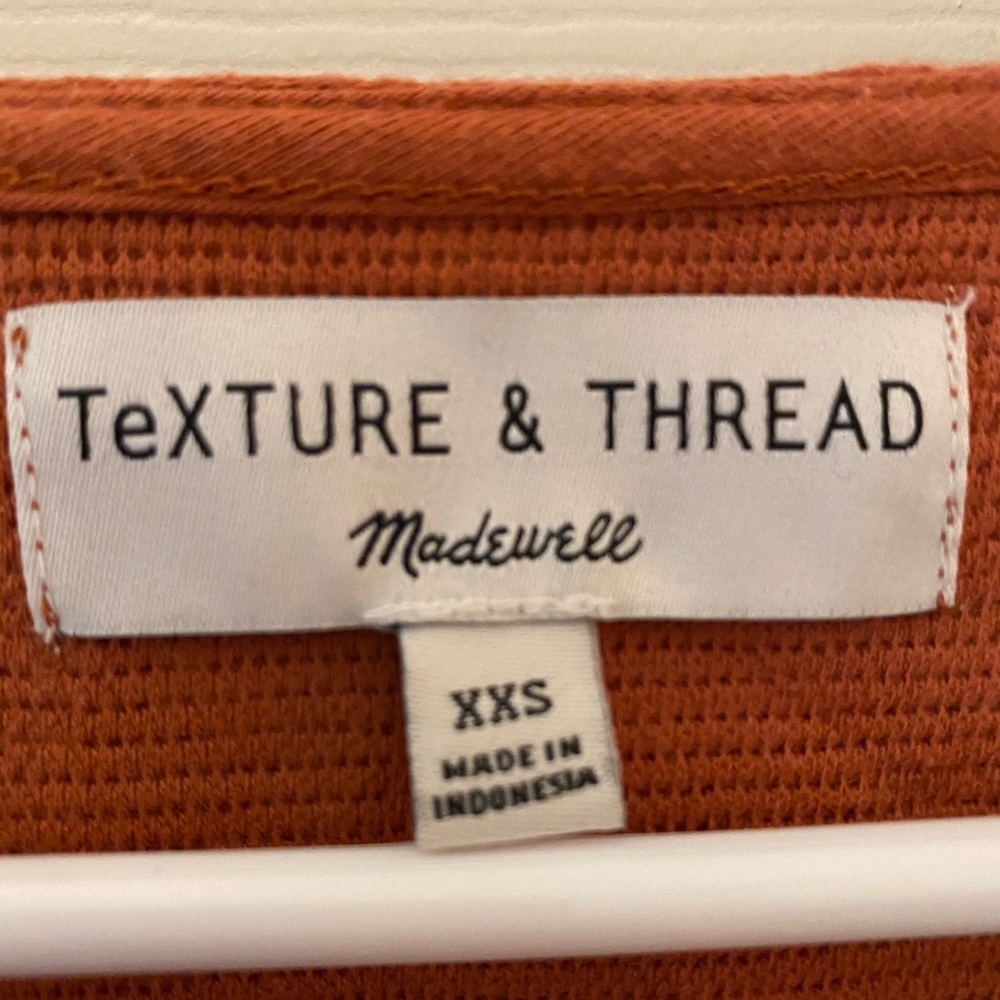 TeXTURE & THREAD
Madewell
XXS
MADE IN
INDONESIA